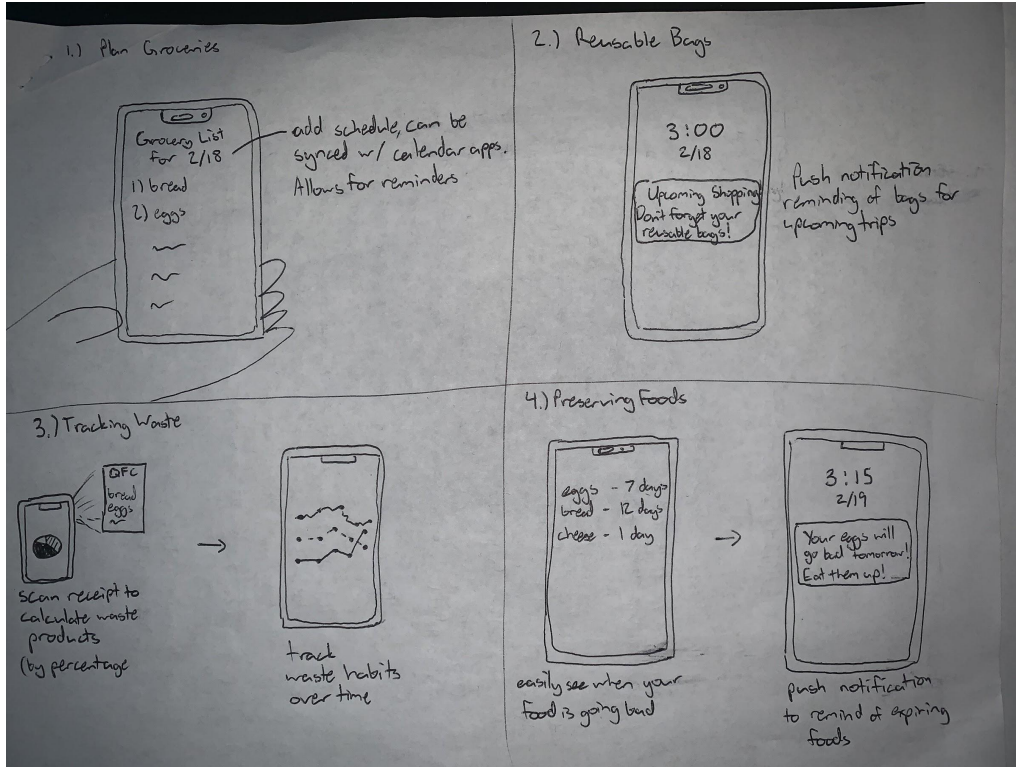 1.) Plan Groceries
Grocery List
for 2/18
1) bread
2) eggs
add schedule, can be
synced w/ calendar apps.
Allows for reminders
2.) Reusable Bags
3:00
2/18
Upcoming Shopping
Don't forget your
reusable bags!
Push notification
reminding of bags for
upcoming trips
3.) Tracking Waste
QFC
bread
eggs
scan receipt to
calculate waste
products
(by percentage
track
waste habits
over time
4.) Preserving Foods
eggs - 7 days
bread - 12 days
cheese - 1 day
easily see when your
food is going bad
3:15
2/19
Your eggs will
go bad tomorrow!
Eat them up!
push notification
to remind of expiring
foods